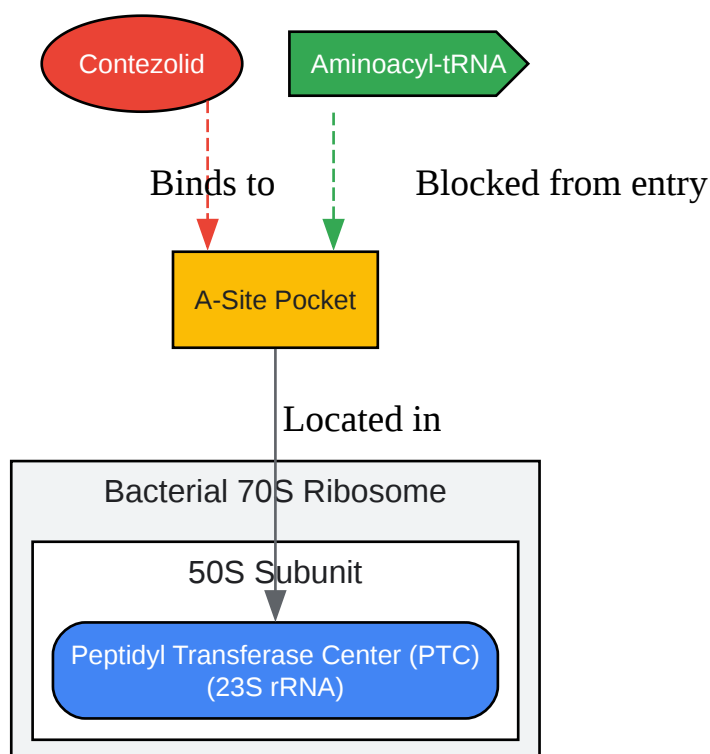 Contezolid
Aminoacyl-tRNA
Binds to
Blocked from entry
A-Site Pocket
Located in
Bacterial 70S Ribosome
50S Subunit
Peptidyl Transferase Center (PTC)
(23S rRNA)